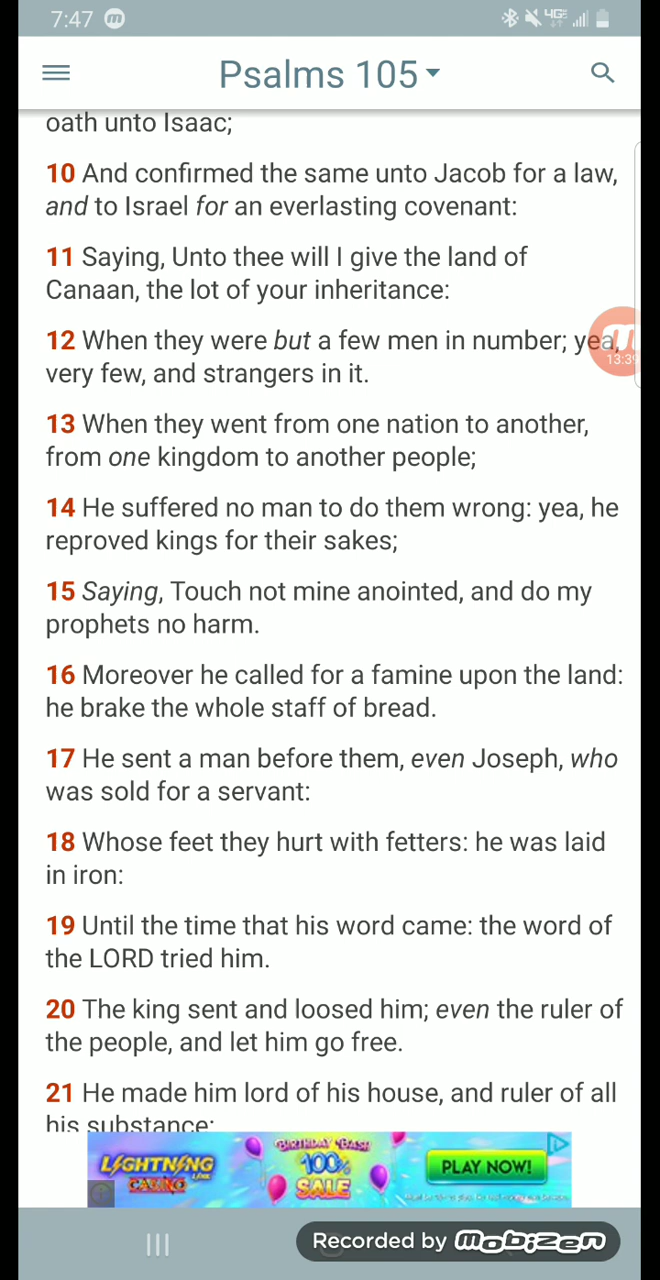 7:47
4GE
Psalms 105
oath unto Isaac;
10 And confirmed the same unto Jacob for a law,
and to Israel for an everlasting covenant:
11 Saying, Unto thee will I give the land of
Canaan, the lot of your inheritance:
12 When they were but a few men in number; yea,
very few, and strangers in it.
13:39
13 When they went from one nation to another,
from one kingdom to another people;
14 He suffered no man to do them wrong: yea, he
reproved kings for their sakes;
15 Saying, Touch not mine anointed, and do my
prophets no harm.
16 Moreover he called for a famine upon the land:
he brake the whole staff of bread.
17 He sent a man before them, even Joseph, who
was sold for a servant:
18 Whose feet they hurt with fetters: he was laid
in iron:
19 Until the time that his word came: the word of
the LORD tried him.
20 The king sent and loosed him; even the ruler of
the people, and let him go free.
21 He made him lord of his house, and ruler of all
his substance:
LIGHTNING
LINK
CASINO
BIRTHDAY BASH
100%
SALE
PLAY NOW!
Recorded by mobizen